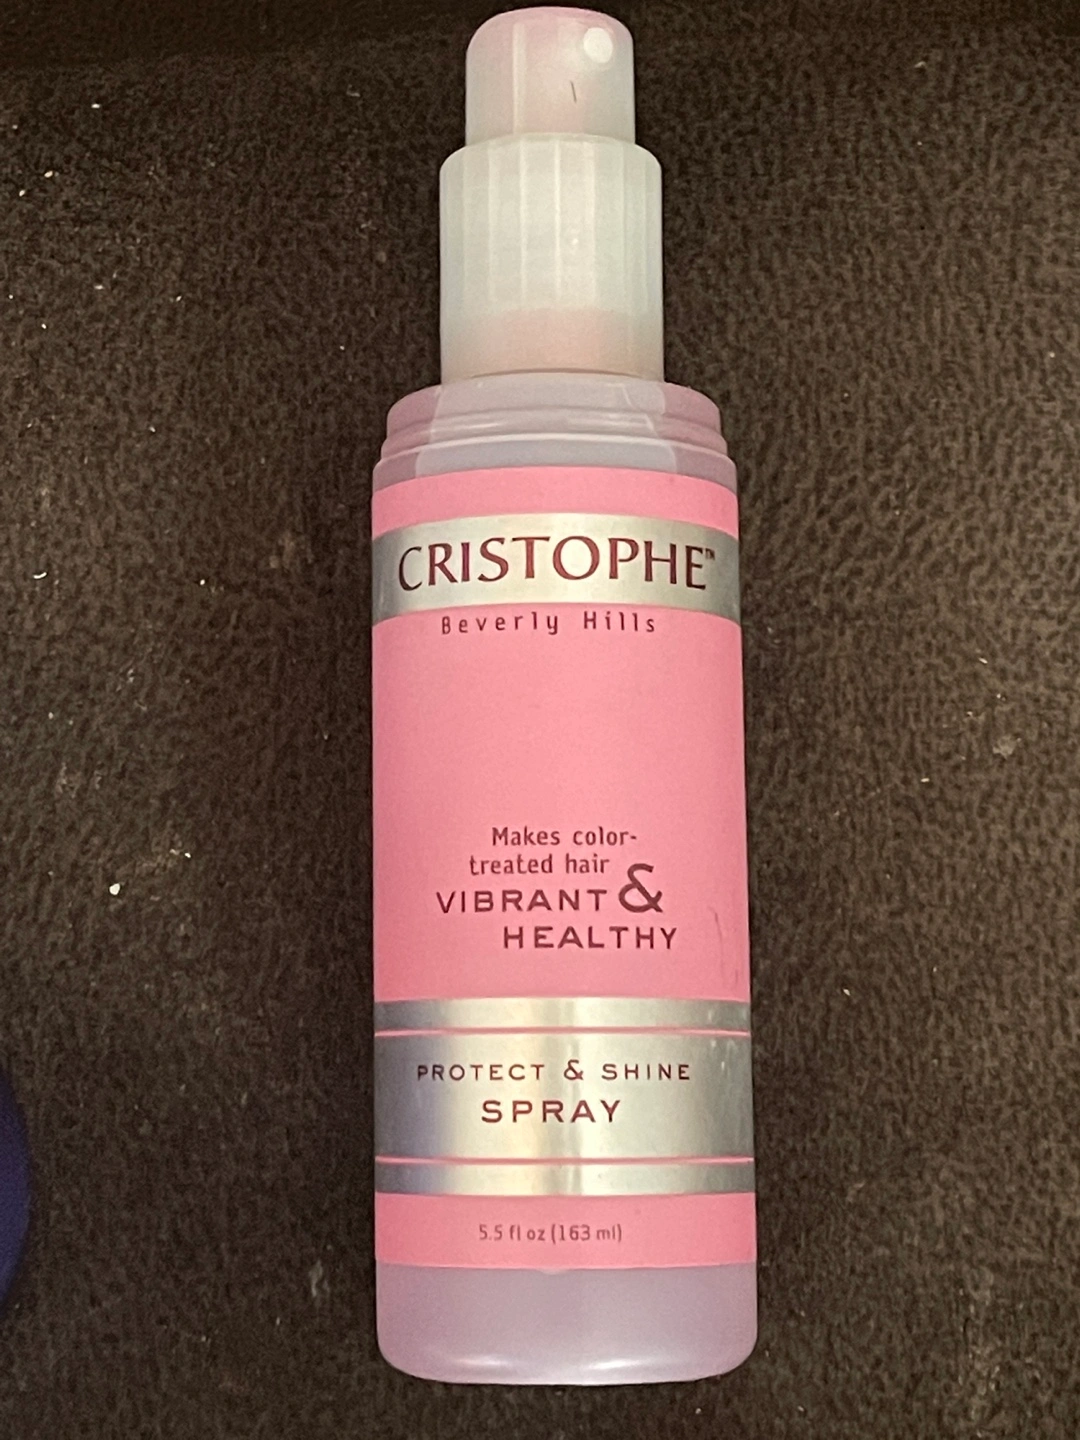 CRISTOPHE™
Beverly Hills
Makes color-
treated hair
VIBRANT &
HEALTHY
PROTECT & SHINE
SPRAY
5.5 fl oz (163 ml)